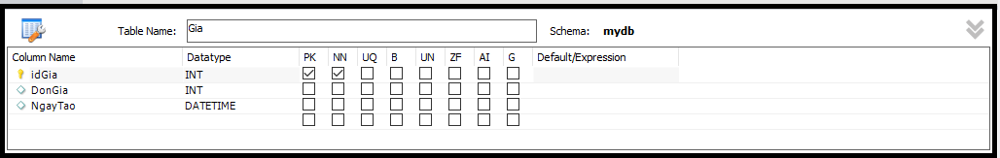 Table Name: Gia Schema: mydb
Column Name Datatype PK NN UQ B UN ZF AI G Default/Expression
idGia INT
DonGia INT
NgayTao DATETIME